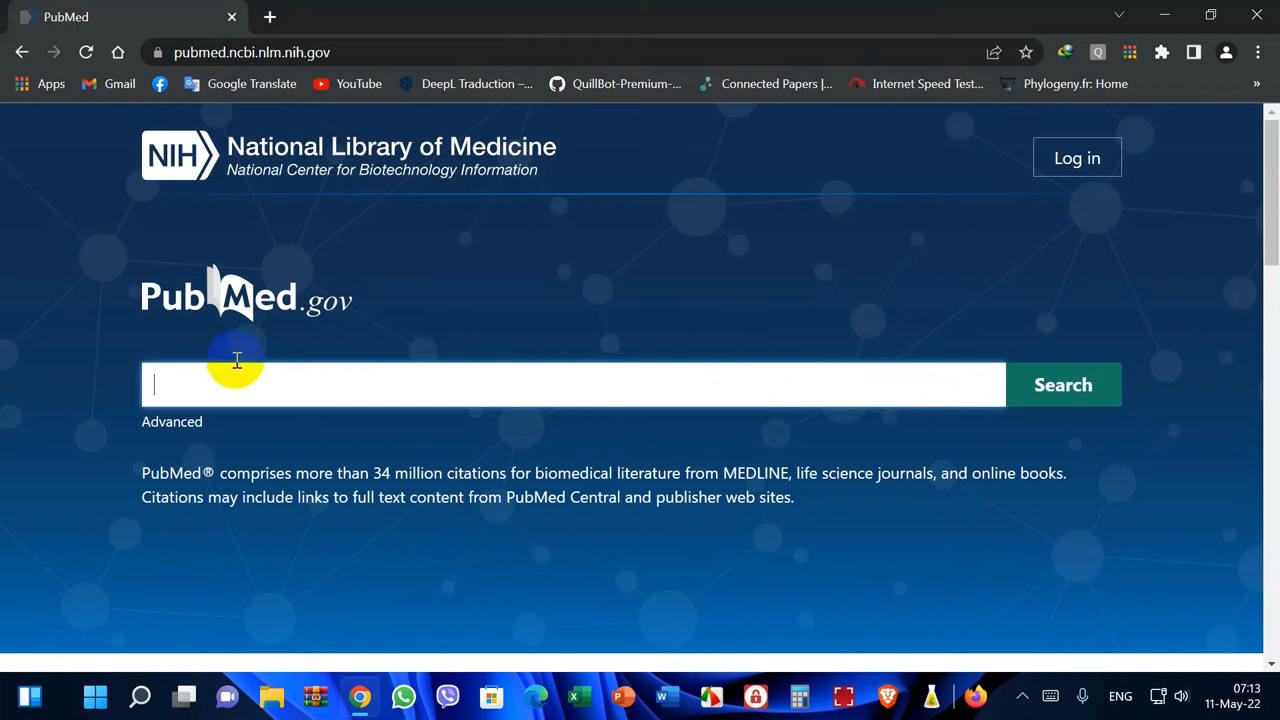 PubMed
pubmed.ncbi.nlm.nih.gov
Apps Gmail Google Translate YouTube DeepL Traduction –... QuillBot-Premium-... Connected Papers |... Internet Speed Test... Phylogeny.fr: Home »
NIH National Library of Medicine
National Center for Biotechnology Information
Log in
PubMed.gov
Search
Advanced
PubMed® comprises more than 34 million citations for biomedical literature from MEDLINE, life science journals, and online books.
Citations may include links to full text content from PubMed Central and publisher web sites.
ENG
07:13
11-May-22